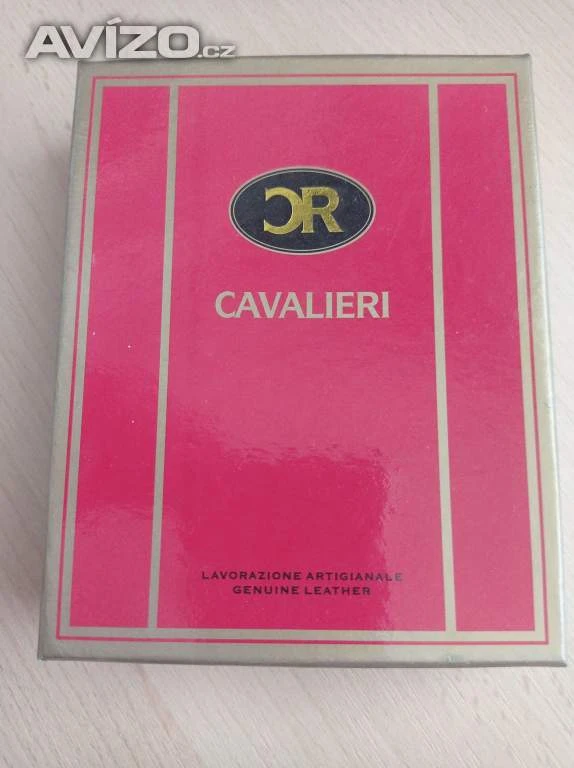 AVÍZO.cz
CR
CAVALIERI
LAVORAZIONE ARTIGIANALE
GENUINE LEATHER